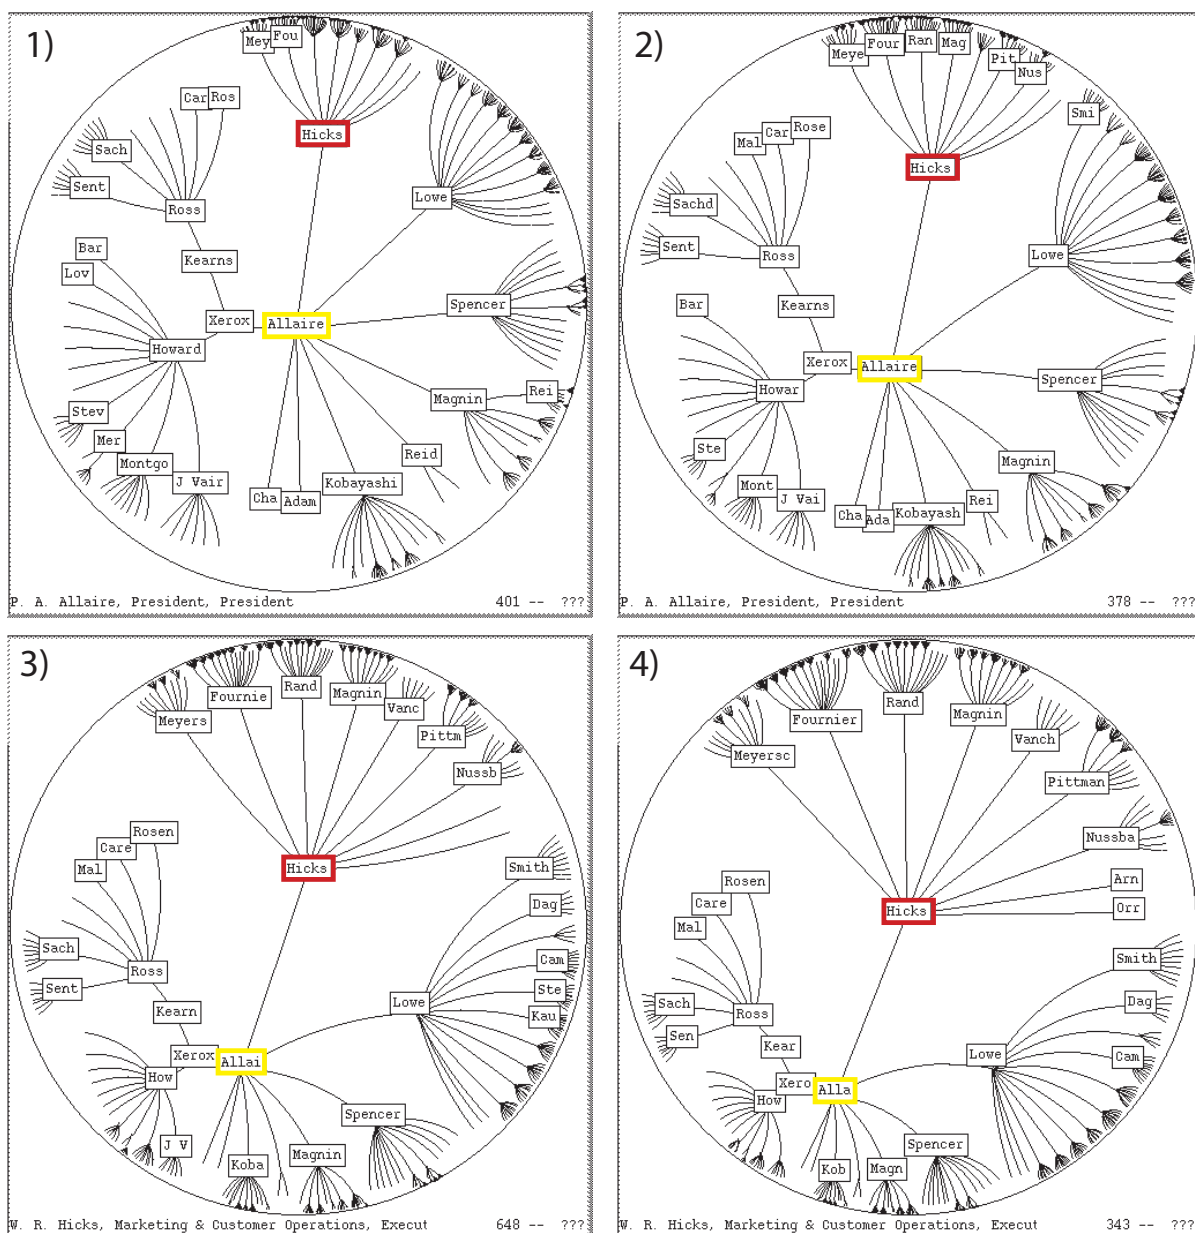 1)
Mey
Fou
Car
Ros
Hicks
Sach
Sent
Lowe
Ross
Bar
Kearns
Lov
Spencer
Xerox
Allaire
Howard
Rei
Magnin
Stev
Mer
Reid
Montgo
J Vair
Kobayashi
Cha
Adam
P. A. Allaire, President, President 401 -- ???
2)
Meye
Four
Ran
Mag
Pit
Nus
Smi
Mal
Car
Rose
Hicks
Sachd
Sent
Ross
Lowe
Bar
Kearns
Xerox
Allaire
Howar
Spencer
Ste
Magnin
Mont
J Vai
Rei
Cha
Ada
Kobayash
P. A. Allaire, President, President 378 -- ???
3)
Meyers
Fournie
Rand
Magnin
Vanc
Pittm
Nussb
Rosen
Care
Mal
Hicks
Smith
Dag
Sach
Ross
Cam
Sent
Ste
Kearn
Lowe
Kau
Xerox
Allai
How
Spencer
J V
Koba
Magnin
W. R. Hicks, Marketing & Customer Operations, Execut 648 -- ???
4)
Meyersc
Fournier
Rand
Magnin
Vanch
Pittman
Nussba
Rosen
Care
Mal
Hicks
Arn
Orr
Smith
Sach
Ross
Dag
Sen
Kear
Lowe
Cam
Xero
Alla
How
Spencer
Kob
Magn
W. R. Hicks, Marketing & Customer Operations, Execut 343 -- ???